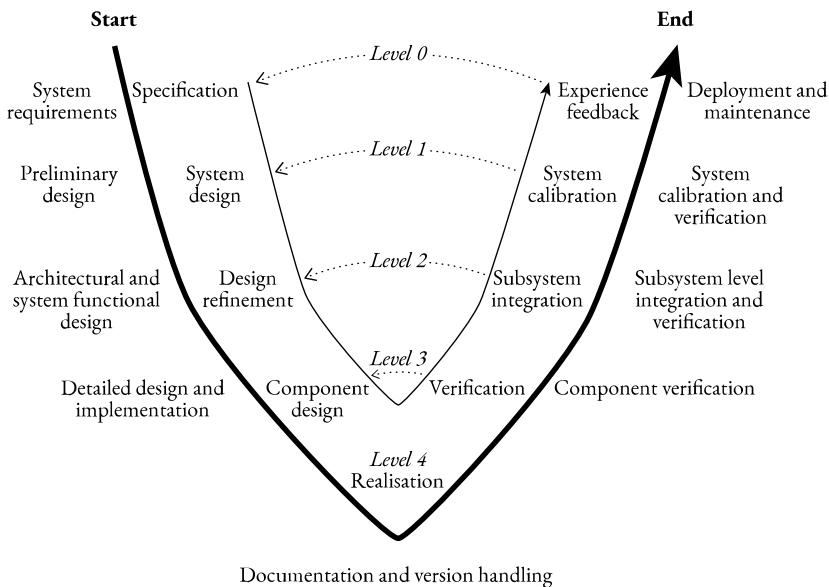 Start
End
Level 0
System
requirements
Specification
Experience
feedback
Deployment and
maintenance
Level 1
Preliminary
design
System
design
System
calibration
System
calibration and
verification
Level 2
Architectural and
system functional
design
Design
refinement
Subsystem
integration
Subsystem level
integration and
verification
Level 3
Detailed design and
implementation
Component
design
Verification
Component verification
Level 4
Realisation
Documentation and version handling